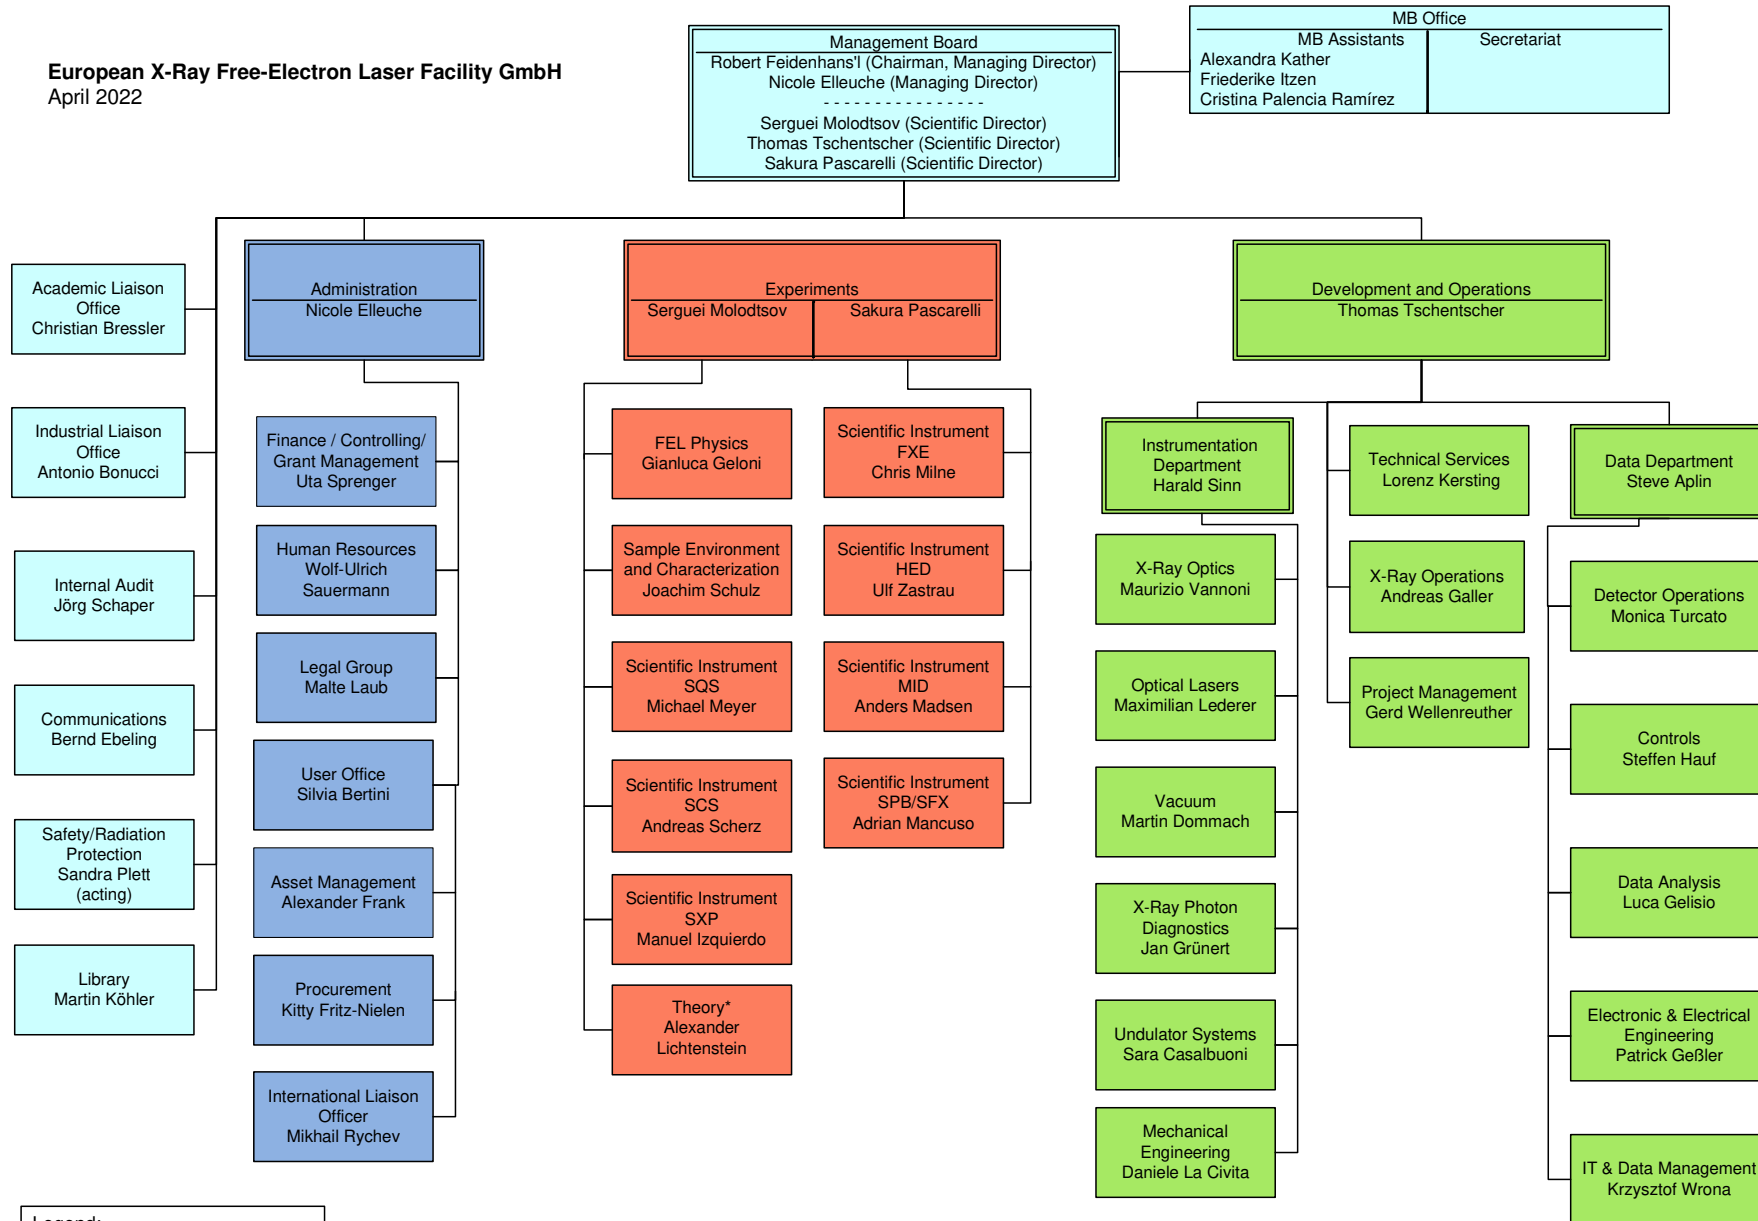 European X-Ray Free-Electron Laser Facility GmbH
April 2022
Management Board
Robert Feidenhans'l (Chairman, Managing Director)
Nicole Elleuche (Managing Director)
- - - - - - - - - - - - - - - -
Serguei Molodtsov (Scientific Director)
Thomas Tschentscher (Scientific Director)
Sakura Pascarelli (Scientific Director)
MB Office
MB Assistants
Alexandra Kather
Friederike Itzen
Cristina Palencia Ramírez
Secretariat
Academic Liaison
Office
Christian Bressler
Industrial Liaison
Office
Antonio Bonucci
Internal Audit
Jörg Schaper
Communications
Bernd Ebeling
Safety/Radiation
Protection
Sandra Plett
(acting)
Library
Martin Köhler
Administration
Nicole Elleuche
Finance / Controlling/
Grant Management
Uta Sprenger
Human Resources
Wolf-Ulrich
Sauermann
Legal Group
Malte Laub
User Office
Silvia Bertini
Asset Management
Alexander Frank
Procurement
Kitty Fritz-Nielen
International Liaison
Officer
Mikhail Rychev
Experiments
Serguei Molodtsov
Sakura Pascarelli
FEL Physics
Gianluca Geloni
Sample Environment
and Characterization
Joachim Schulz
Scientific Instrument
SQS
Michael Meyer
Scientific Instrument
SCS
Andreas Scherz
Scientific Instrument
SXP
Manuel Izquierdo
Theory*
Alexander
Lichtenstein
Scientific Instrument
FXE
Chris Milne
Scientific Instrument
HED
Ulf Zastrau
Scientific Instrument
MID
Anders Madsen
Scientific Instrument
SPB/SFX
Adrian Mancuso
Development and Operations
Thomas Tschentscher
Instrumentation
Department
Harald Sinn
X-Ray Optics
Maurizio Vannoni
Optical Lasers
Maximilian Lederer
Vacuum
Martin Dommach
X-Ray Photon
Diagnostics
Jan Grünert
Undulator Systems
Sara Casalbuoni
Mechanical
Engineering
Daniele La Civita
Technical Services
Lorenz Kersting
X-Ray Operations
Andreas Galler
Project Management
Gerd Wellenreuther
Data Department
Steve Aplin
Detector Operations
Monica Turcato
Controls
Steffen Hauf
Data Analysis
Luca Gelisio
Electronic & Electrical
Engineering
Patrick Geßler
IT & Data Management
Krzysztof Wrona
Legend: